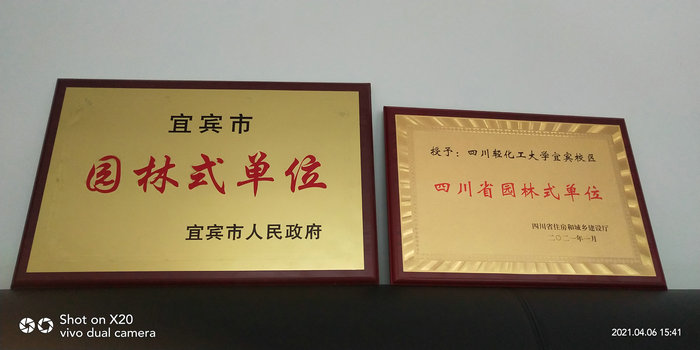 宜宾市
园林式单位
宜宾市人民政府
授予：四川轻化工大学宜宾校区
四川省园林式单位
四川省住房和城乡建设厅
二〇二一年一月
Shot on X20
vivo dual camera
2021.04.06 15:41